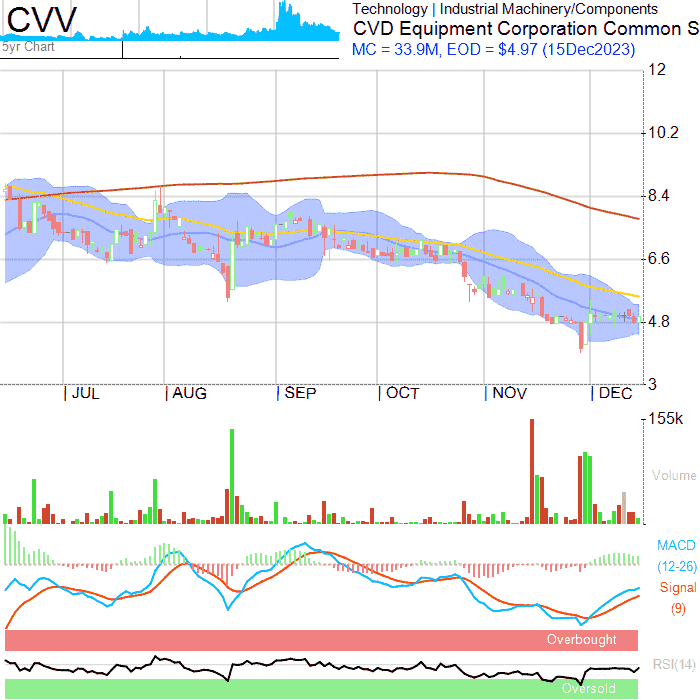 CVV
5yr Chart
Technology | Industrial Machinery/Components
CVD Equipment Corporation Common S
MC = 33.9M, EOD = $4.97 (15Dec2023)
12
10.2
8.4
6.6
4.8
3
JUL AUG SEP OCT NOV DEC
155k
Volume
MACD
(12-26)
Signal
(9)
Overbought
RSI(14)
Oversold